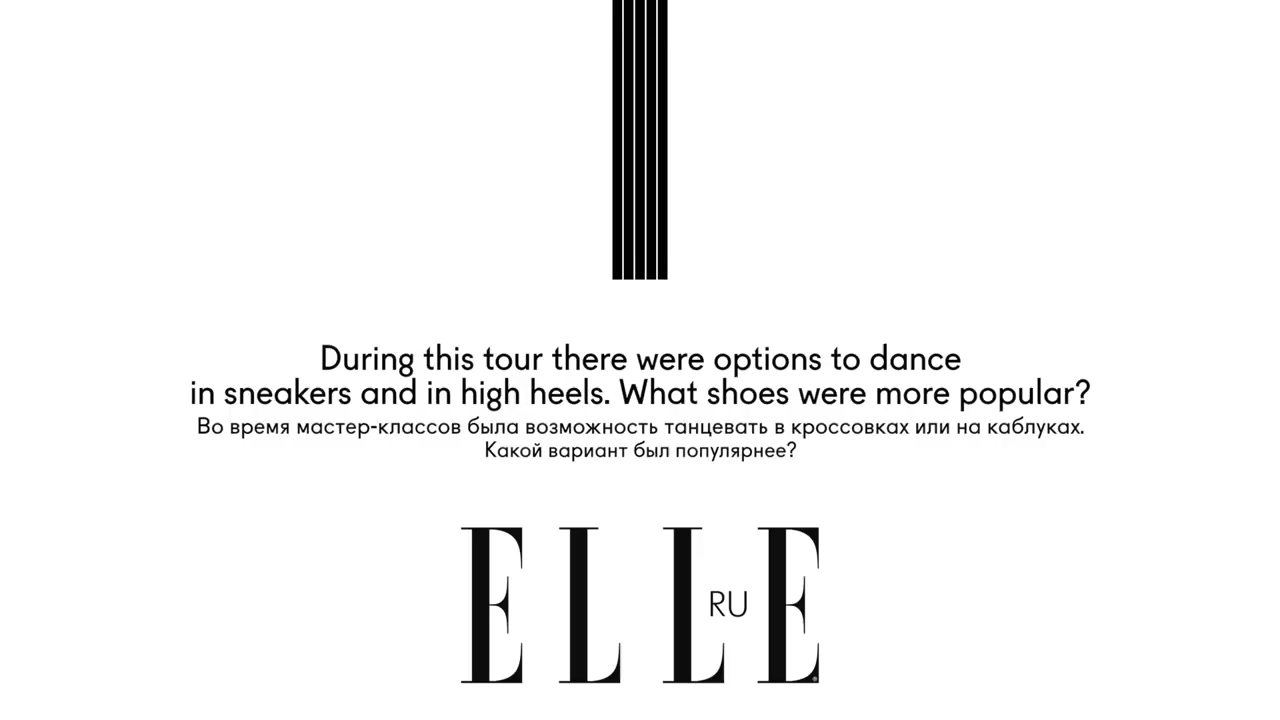 During this tour there were options to dance
in sneakers and in high heels. What shoes were more popular?
Во время мастер-классов была возможность танцевать в кроссовках или на каблуках.
Какой вариант был популярнее?
ELLE
RU